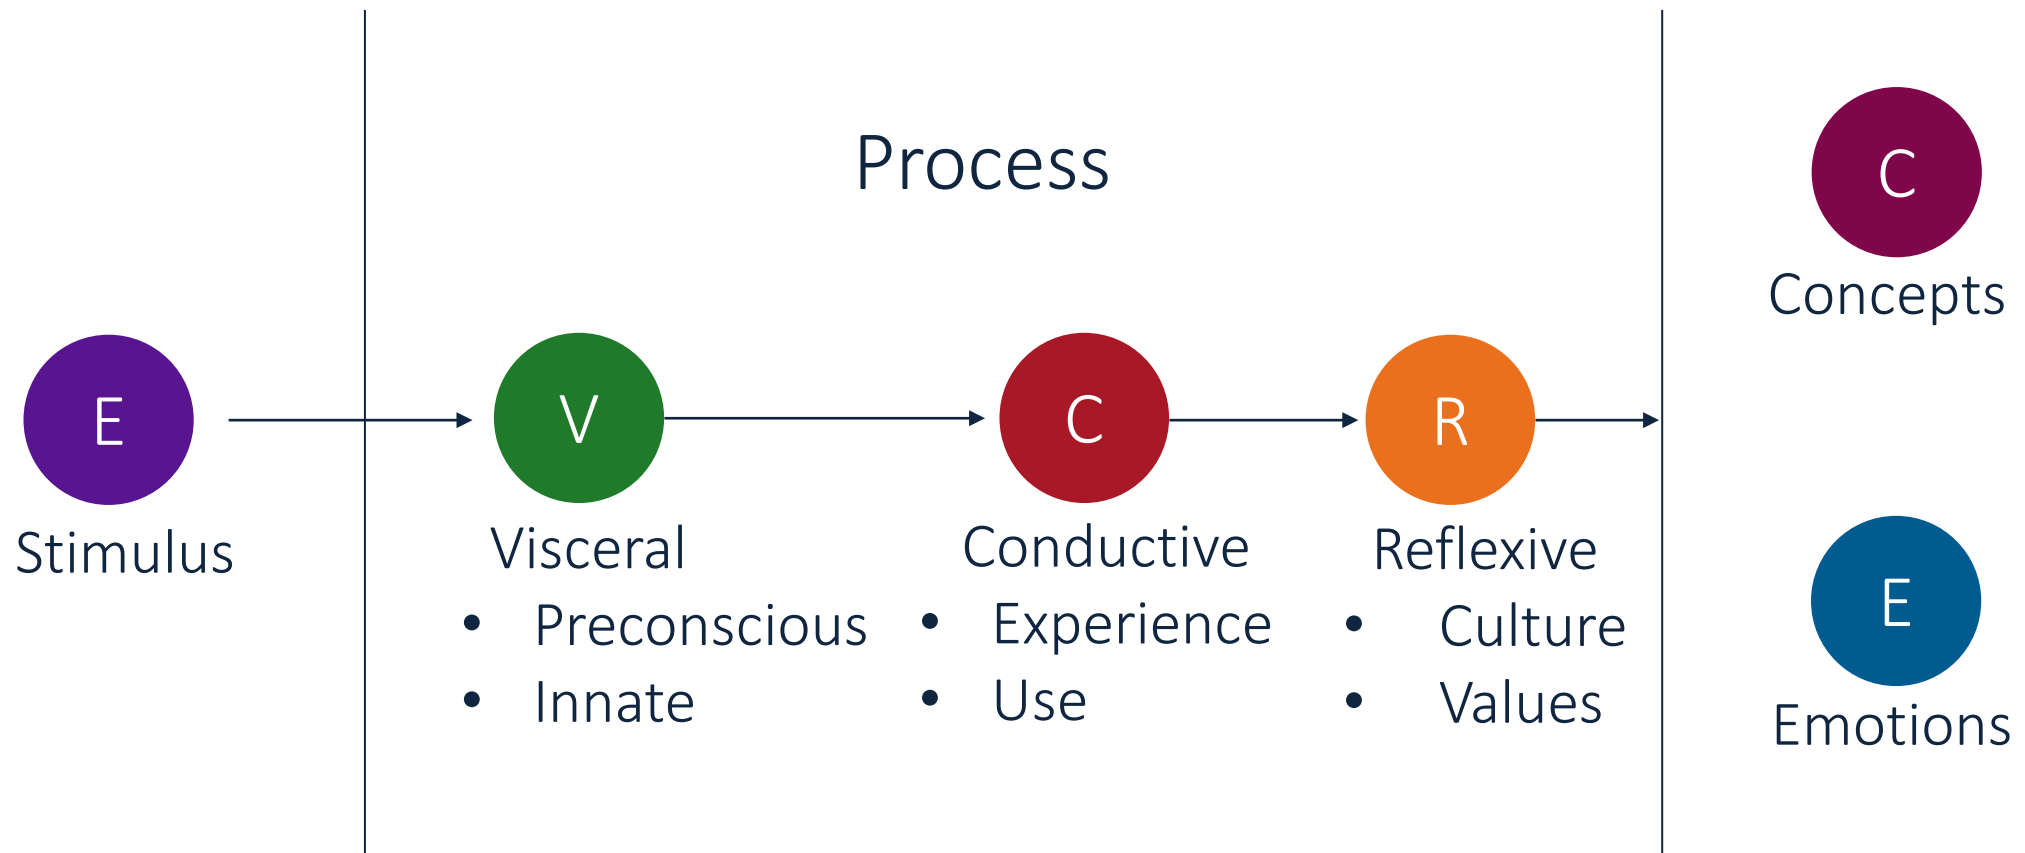 Process
E
Stimulus
V
Visceral
• Preconscious
• Innate
C
Conductive
• Experience
• Use
R
Reflexive
• Culture
• Values
C
Concepts
E
Emotions